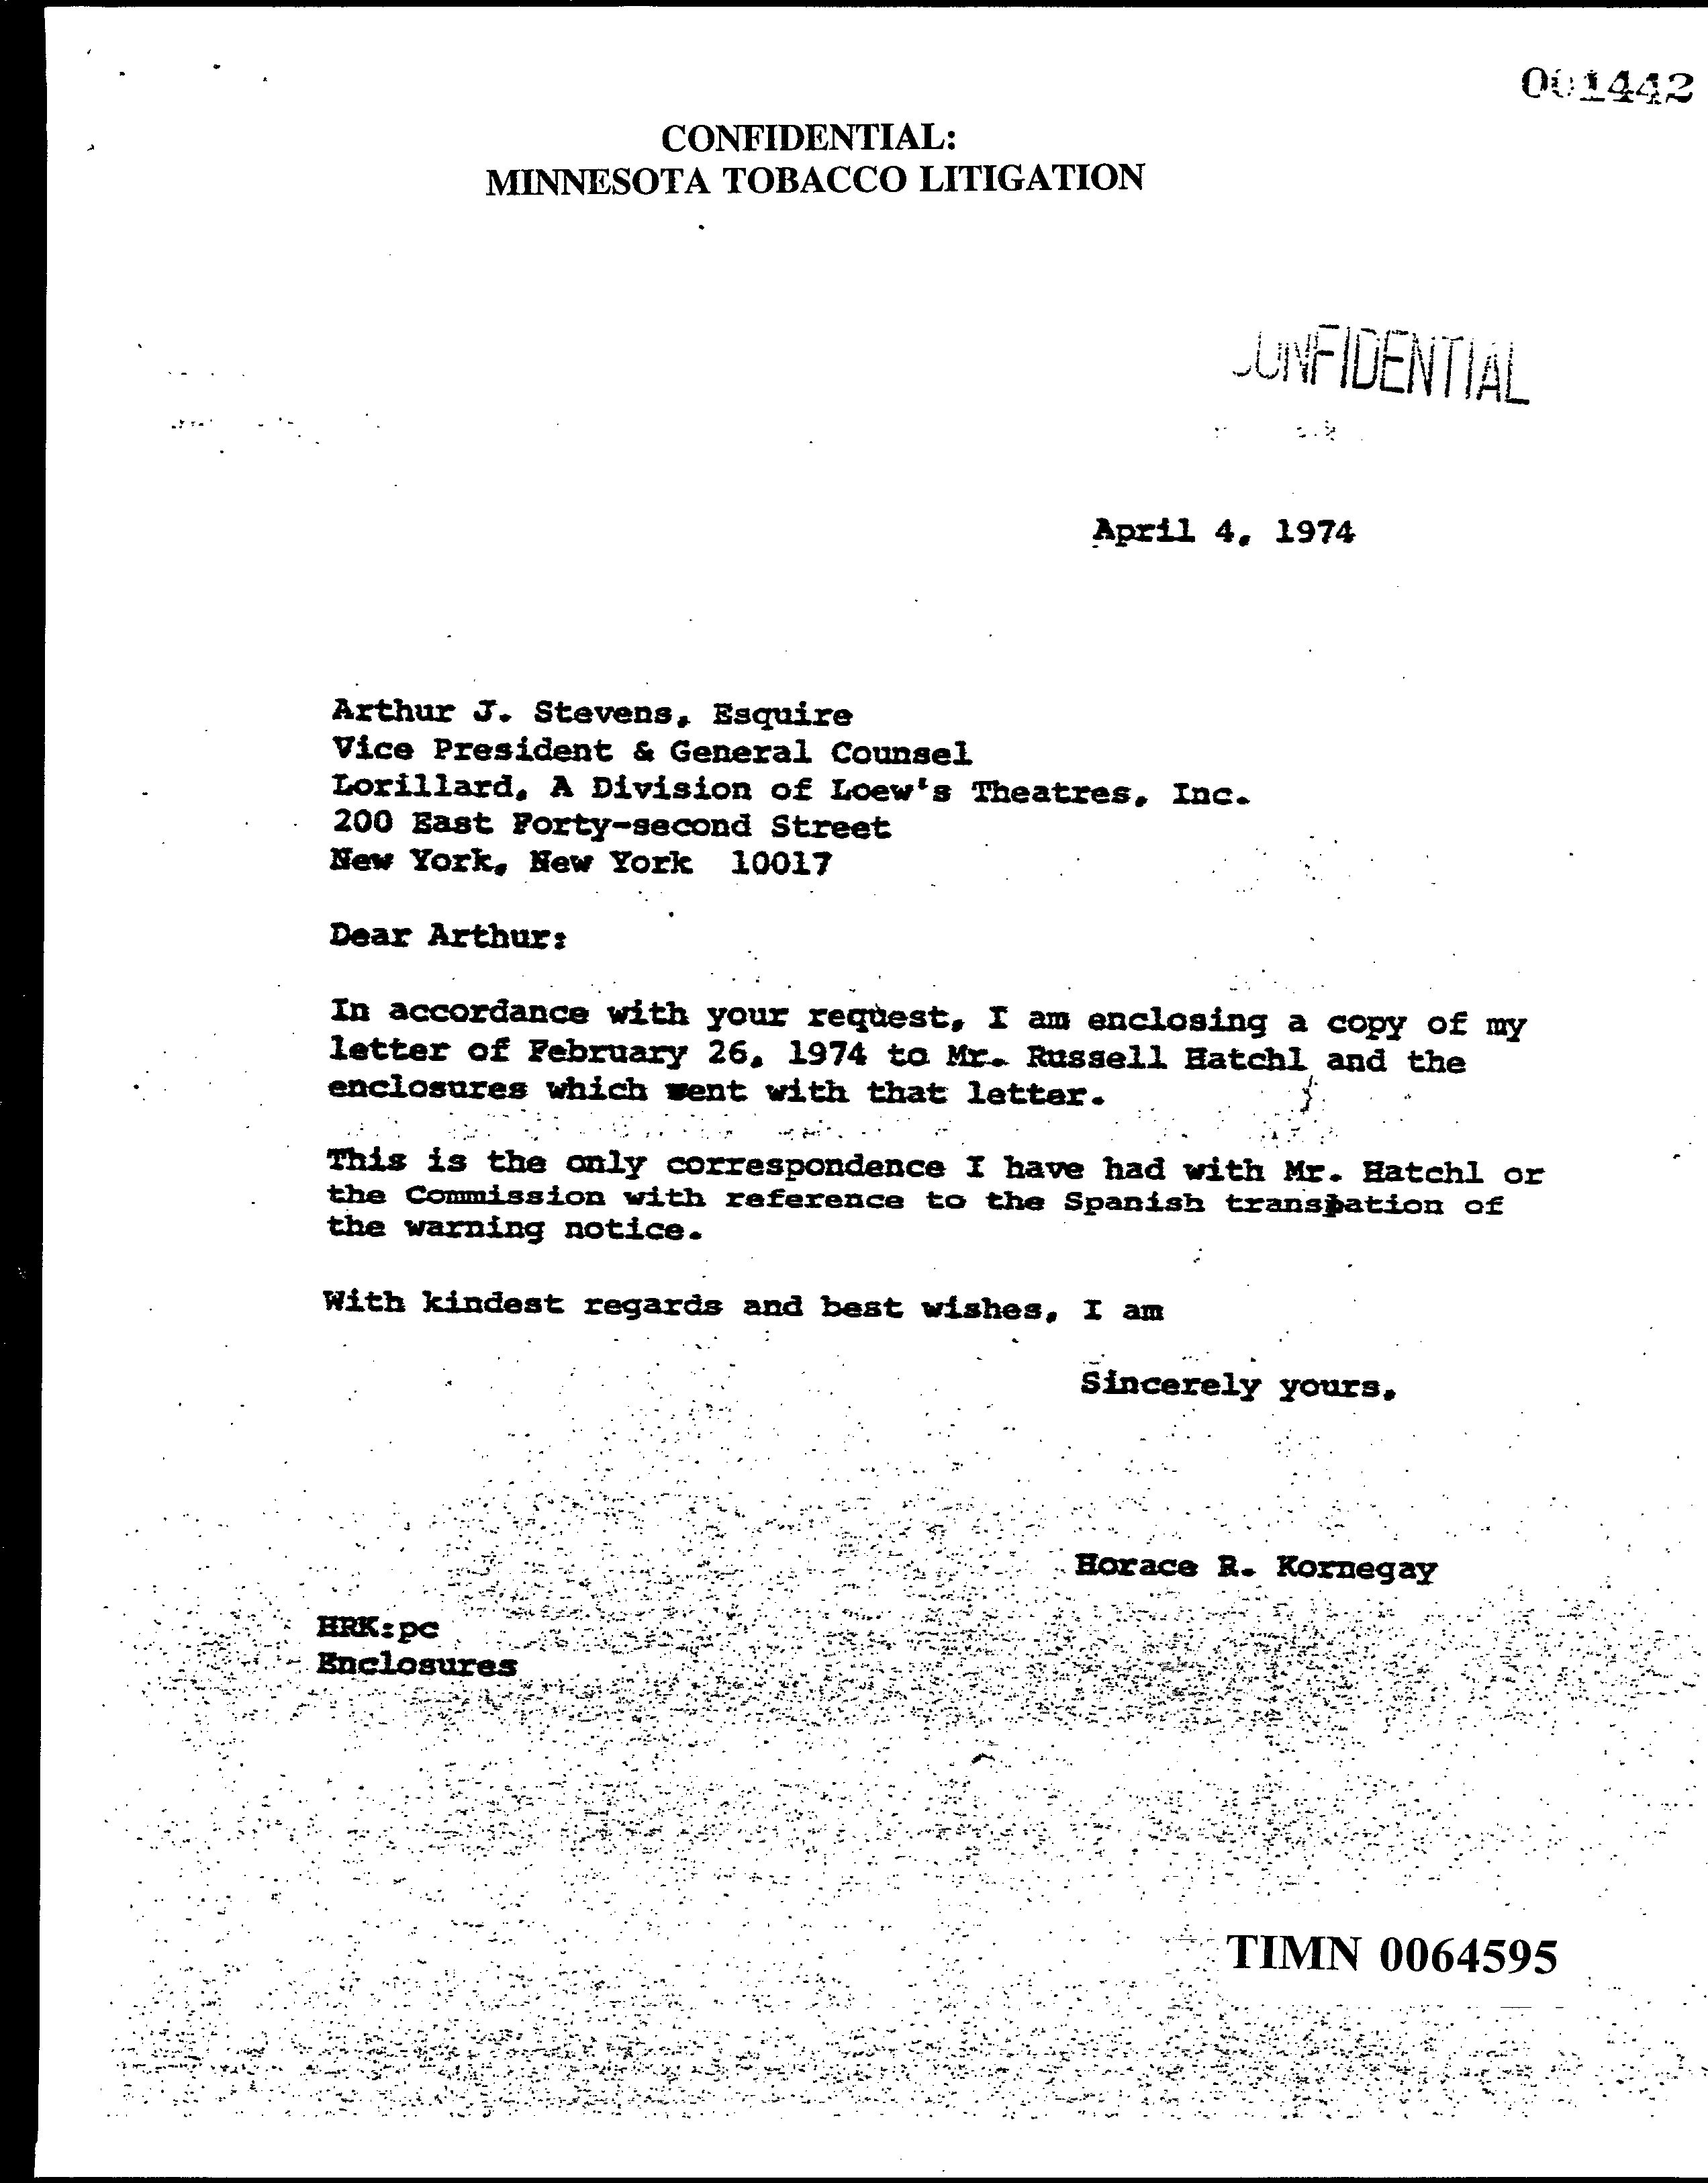 001442
CONFIDENTIAL:
MINNESOTA TOBACCO LITIGATION
CONFIDENTIAL
April 4, 1974
Arthur J. Stevens, Esquire
Vice President & General Counsel
Lorillard, A Division of Loew's Theatres, Inc.
200 East Forty-second Street
New York, New York 10017
Dear Arthur:
In accordance with your request, I am enclosing a copy of my
letter of February 26, 1974 to Mr. Russell Hatchl and the
enclosures which went with that letter.
This is the only correspondence I have had with Mr. Hatchl or
the Commission with reference to the Spanish translation of
the warning notice.
With kindest regards and best wishes, I am
Sincerely yours,
Horace R. Kornegay
HRK:pc
Enclosures
TIMN 0064595